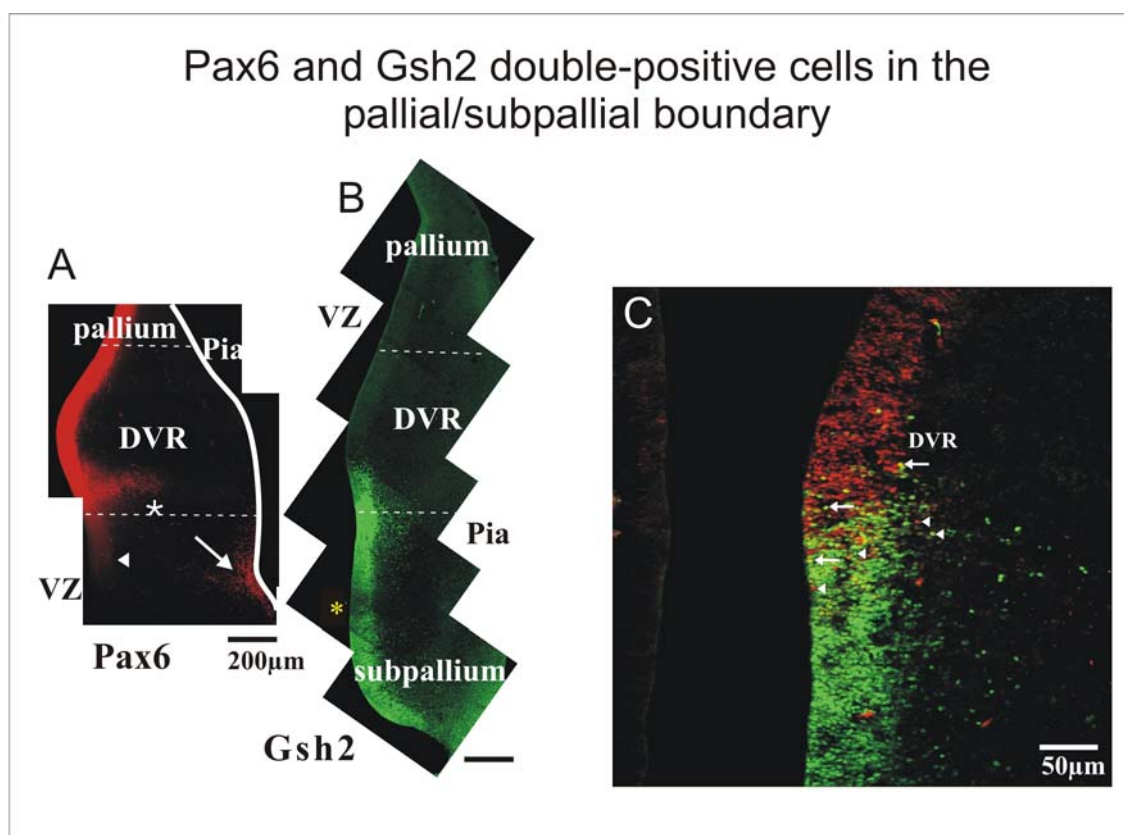 Pax6 and Gsh2 double-positive cells in the
pallial/subpallial boundary
A
pallium
Pia
DVR
*
VZ
Pax6
200µm
B
pallium
VZ
DVR
Pia
*
subpallium
Gsh2
C
DVR
50µm